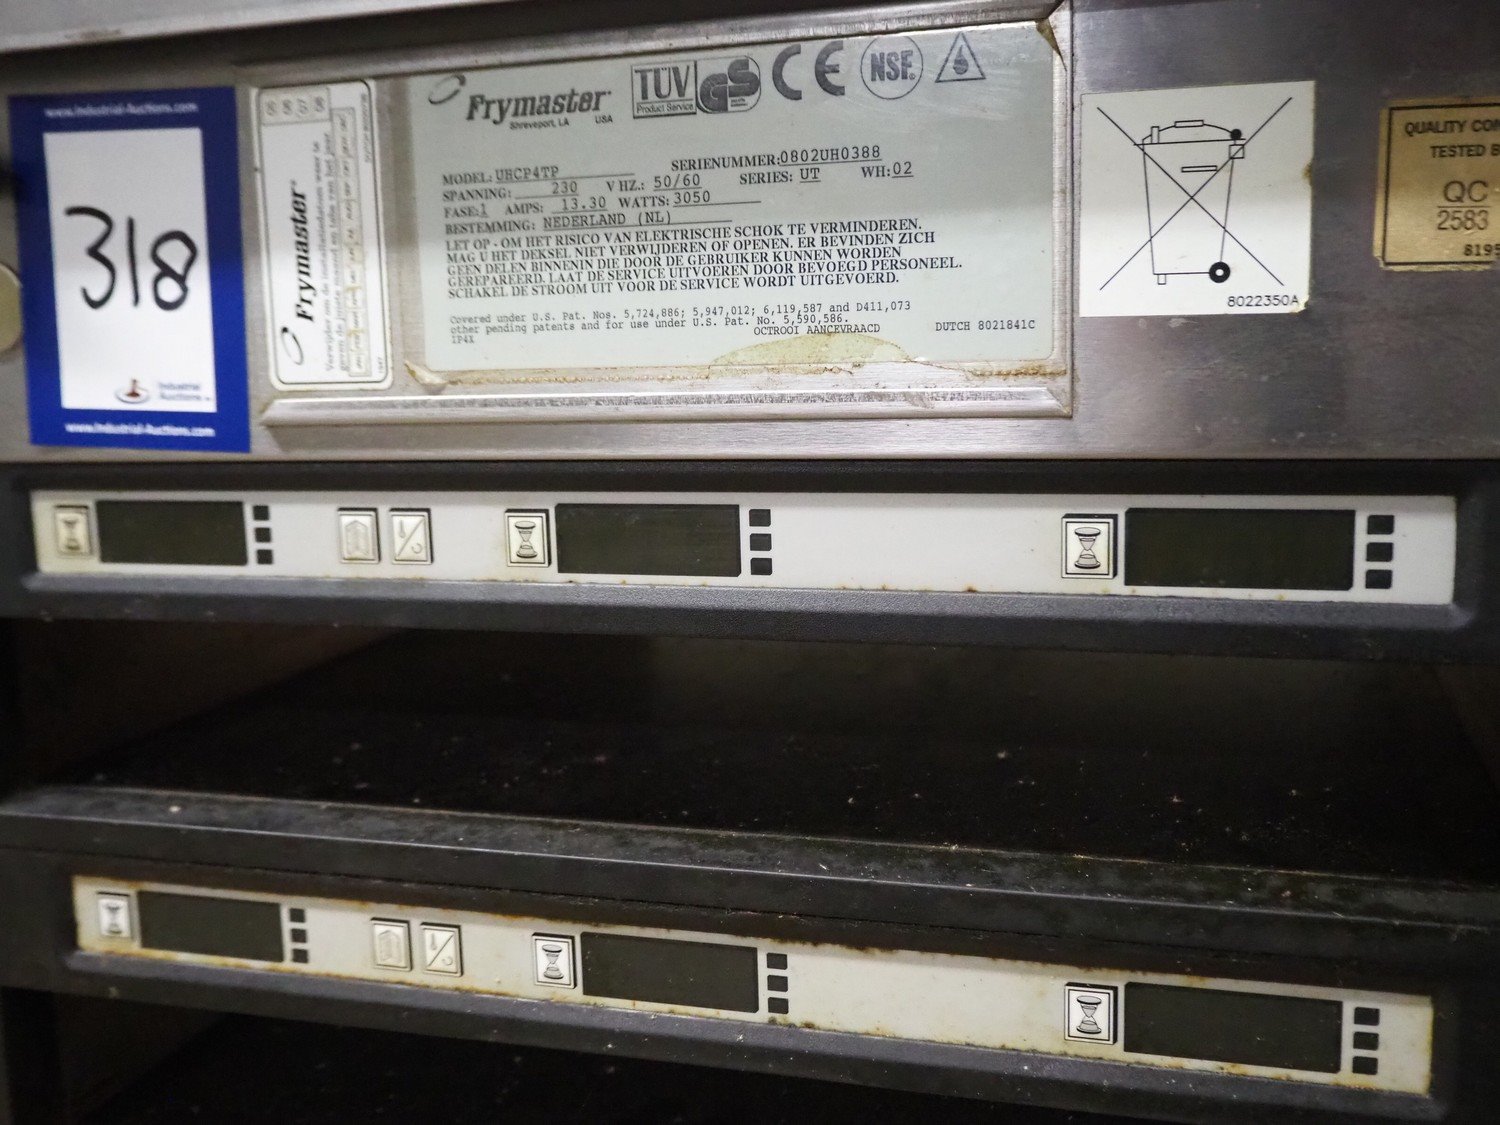 www.Industrial-Auctions.com
318
Industrial
Auctions
www.Industrial-Auctions.com
05 06 07 08
Frymaster
Frymaster
Shreveport, LA USA
TÜV
Product Service
GS
CE
NSF
MODEL: UHCP4TP SERIENUMMER:0802UH0388
SPANNING: 230 V HZ.: 50/60 SERIES: UT WH:02
FASE:1 AMPS: 13.30 WATTS: 3050
BESTEMMING: NEDERLAND (NL)
LET OP - OM HET RISICO VAN ELEKTRISCHE SCHOK TE VERMINDEREN.
MAG U HET DEKSEL NIET VERWIJDEREN OF OPENEN. ER BEVINDEN ZICH
GEEN DELEN BINNENIN DIE DOOR DE GEBRUIKER KUNNEN WORDEN
GEREPAREERD. LAAT DE SERVICE UITVOEREN DOOR BEVOEGD PERSONEEL.
SCHAKEL DE STROOM UIT VOOR DE SERVICE WORDT UITGEVOERD.
Covered under U.S. Pat. Nos. 5,724,886; 5,947,012; 6,119,587 and D411,073
other pending patents and for use under U.S. Pat. No. 5,590,586.
IP4X OCTROOI AANGEVRAAGD DUTCH 8021841C
8022350A
QUALITY CON
TESTED B
QC
2583
8195